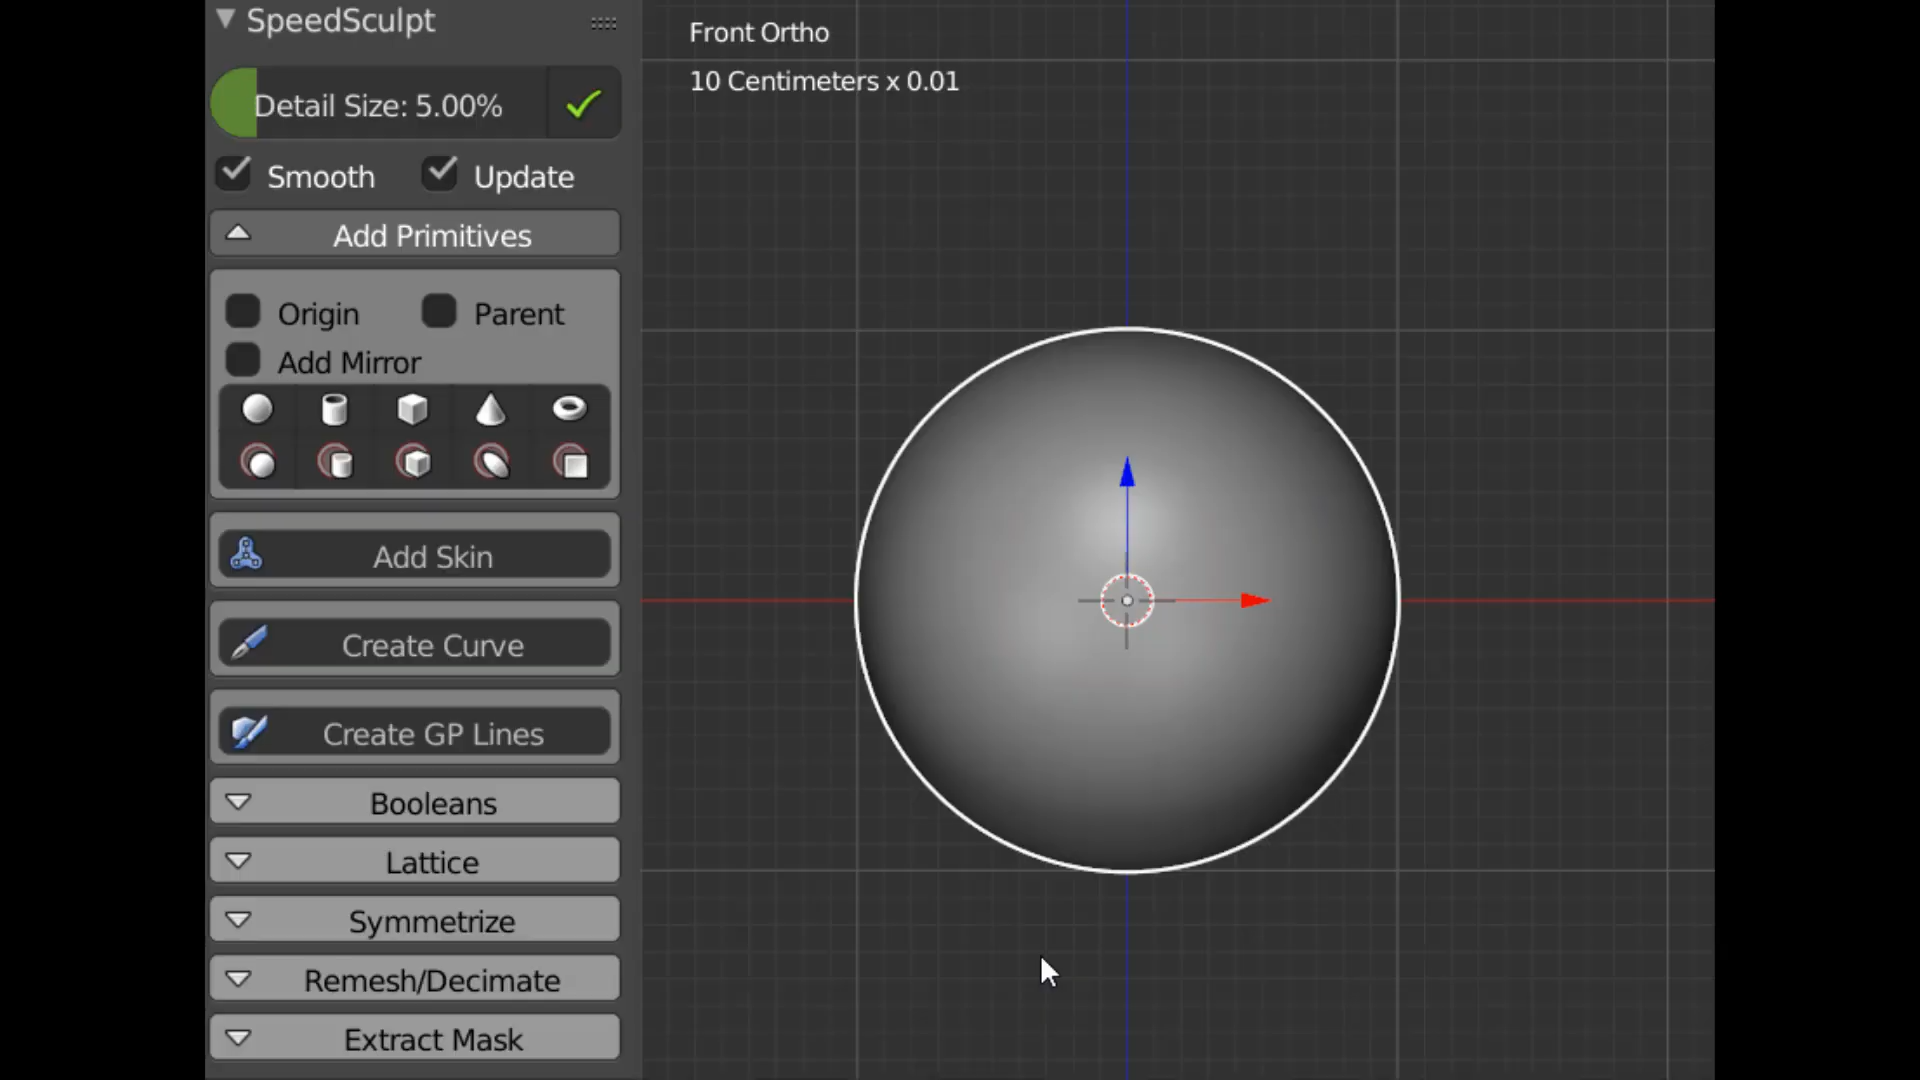 SpeedSculpt
Detail Size: 5.00%
Smooth Update
Add Primitives
Origin Parent
Add Mirror
Add Skin
Create Curve
Create GP Lines
Booleans
Lattice
Symmetrize
Remesh/Decimate
Extract Mask
Front Ortho
10 Centimeters x 0.01